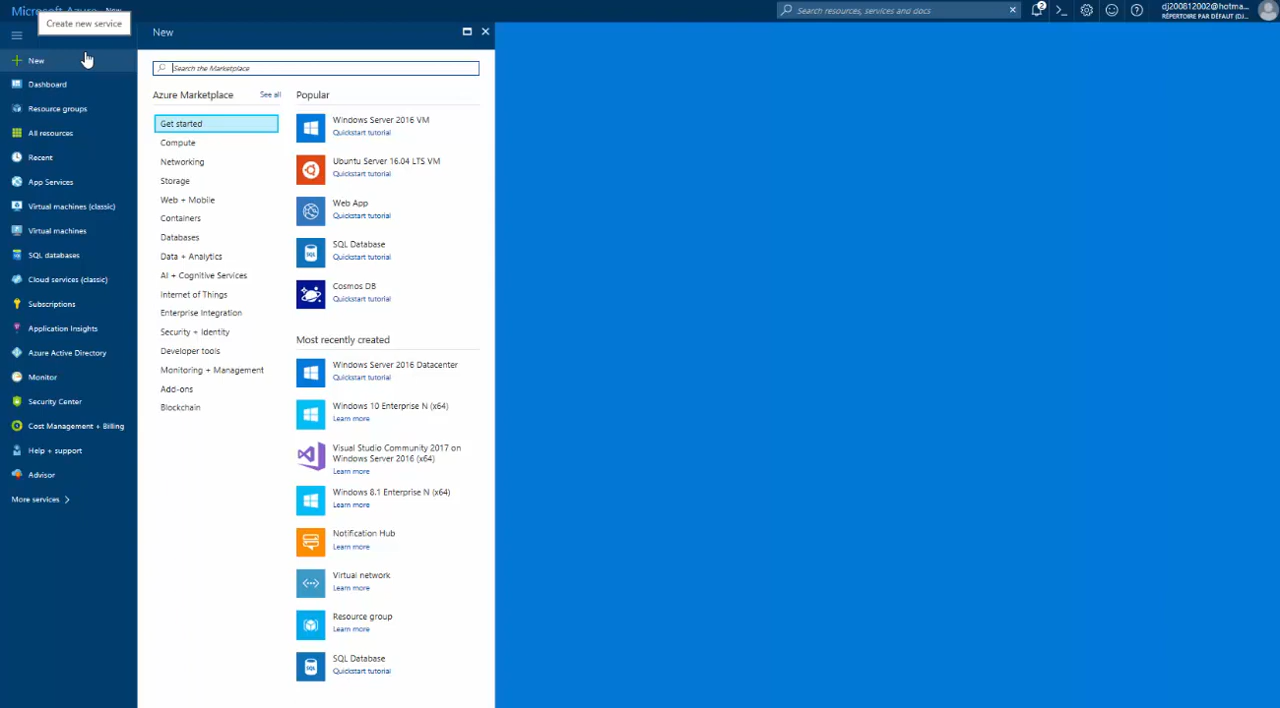 Microsoft Azure New
Create new service
Search resources, services and docs
2
dj200812002@hotma...
RÉPERTOIRE PAR DÉFAUT (DJ...
New
New
Dashboard
Resource groups
All resources
Recent
App Services
Virtual machines (classic)
Virtual machines
SQL databases
Cloud services (classic)
Subscriptions
Application Insights
Azure Active Directory
Monitor
Security Center
Cost Management + Billing
Help + support
Advisor
More services
Search the Marketplace
Azure Marketplace
See all
Get started
Compute
Networking
Storage
Web + Mobile
Containers
Databases
Data + Analytics
AI + Cognitive Services
Internet of Things
Enterprise Integration
Security + Identity
Developer tools
Monitoring + Management
Add-ons
Blockchain
Popular
Windows Server 2016 VM
Quickstart tutorial
Ubuntu Server 16.04 LTS VM
Quickstart tutorial
Web App
Quickstart tutorial
SQL Database
Quickstart tutorial
Cosmos DB
Quickstart tutorial
Most recently created
Windows Server 2016 Datacenter
Quickstart tutorial
Windows 10 Enterprise N (x64)
Learn more
Visual Studio Community 2017 on
Windows Server 2016 (x64)
Learn more
Windows 8.1 Enterprise N (x64)
Learn more
Notification Hub
Learn more
Virtual network
Learn more
Resource group
Learn more
SQL Database
Quickstart tutorial